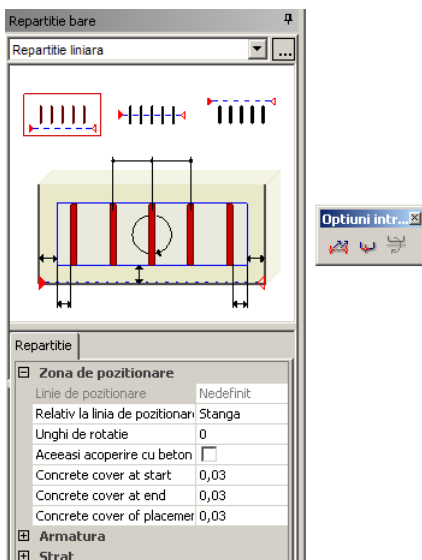 Repartitie bare
Repartitie liniara
...
Optiuni intr...
Repartitie
Zona de pozitionare
Linie de pozitionare Nedefinit
Relativ la linia de pozitionar Stanga
Unghi de rotatie 0
Aceeasi acoperire cu beton
Concrete cover at start 0,03
Concrete cover at end 0,03
Concrete cover of placemer 0,03
Armatura
Strat